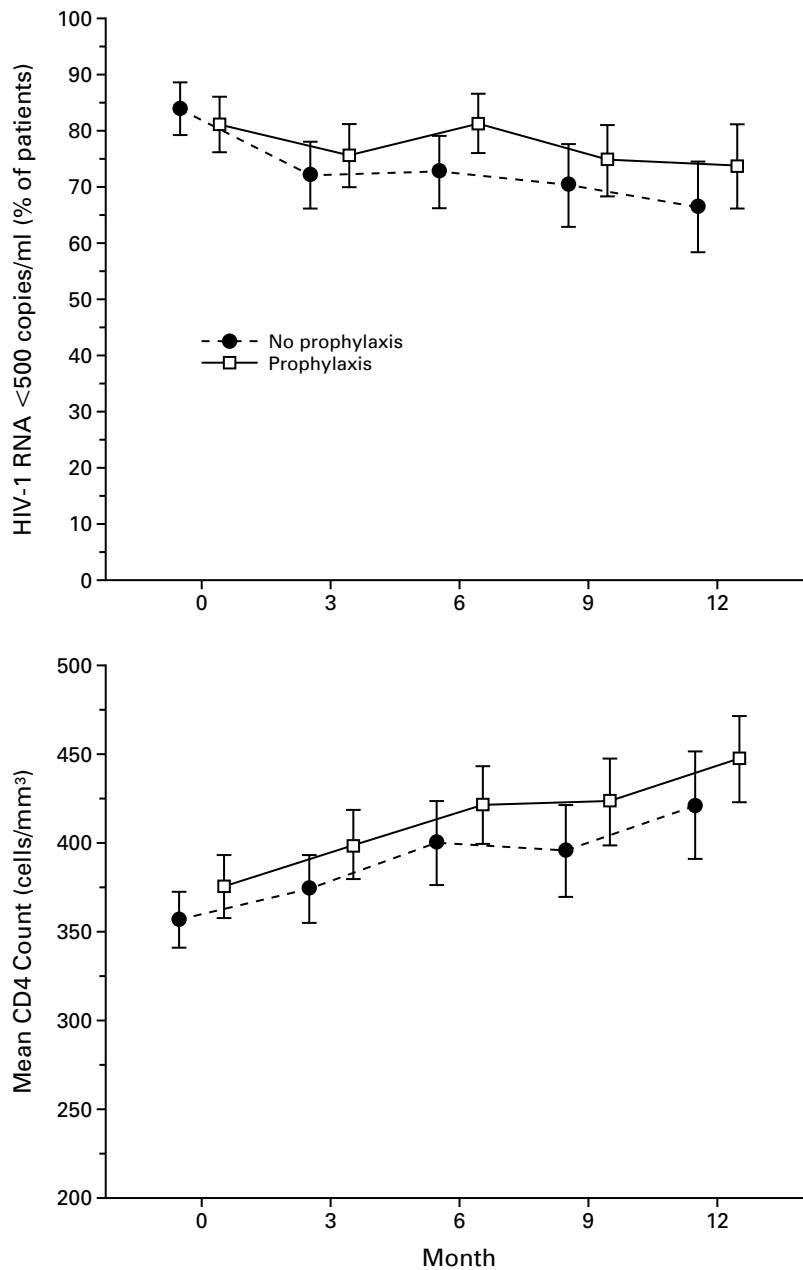 HIV-1 RNA <500 copies/ml (% of patients)
100
90
80
70
60
50
40
30
20
10
0
No prophylaxis
Prophylaxis
0 3 6 9 12
Mean CD4 Count (cells/mm³)
500
450
400
350
300
250
200
0 3 6 9 12
Month